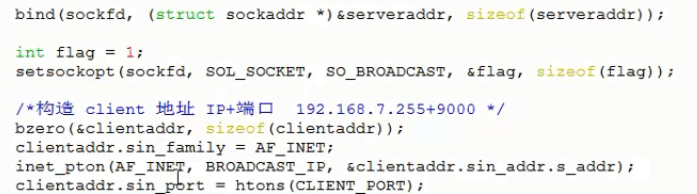 bind(sockfd, (struct sockaddr *)&serveraddr, sizeof(serveraddr));
int flag = 1;
setsockopt(sockfd, SOL_SOCKET, SO_BROADCAST, &flag, sizeof(flag));
/*构造 client 地址 IP+端口  192.168.7.255+9000 */
bzero(&clientaddr, sizeof(clientaddr));
clientaddr.sin_family = AF_INET;
inet_pton(AF_INET, BROADCAST_IP, &clientaddr.sin_addr.s_addr);
clientaddr.sin_port = htons(CLIENT_PORT);